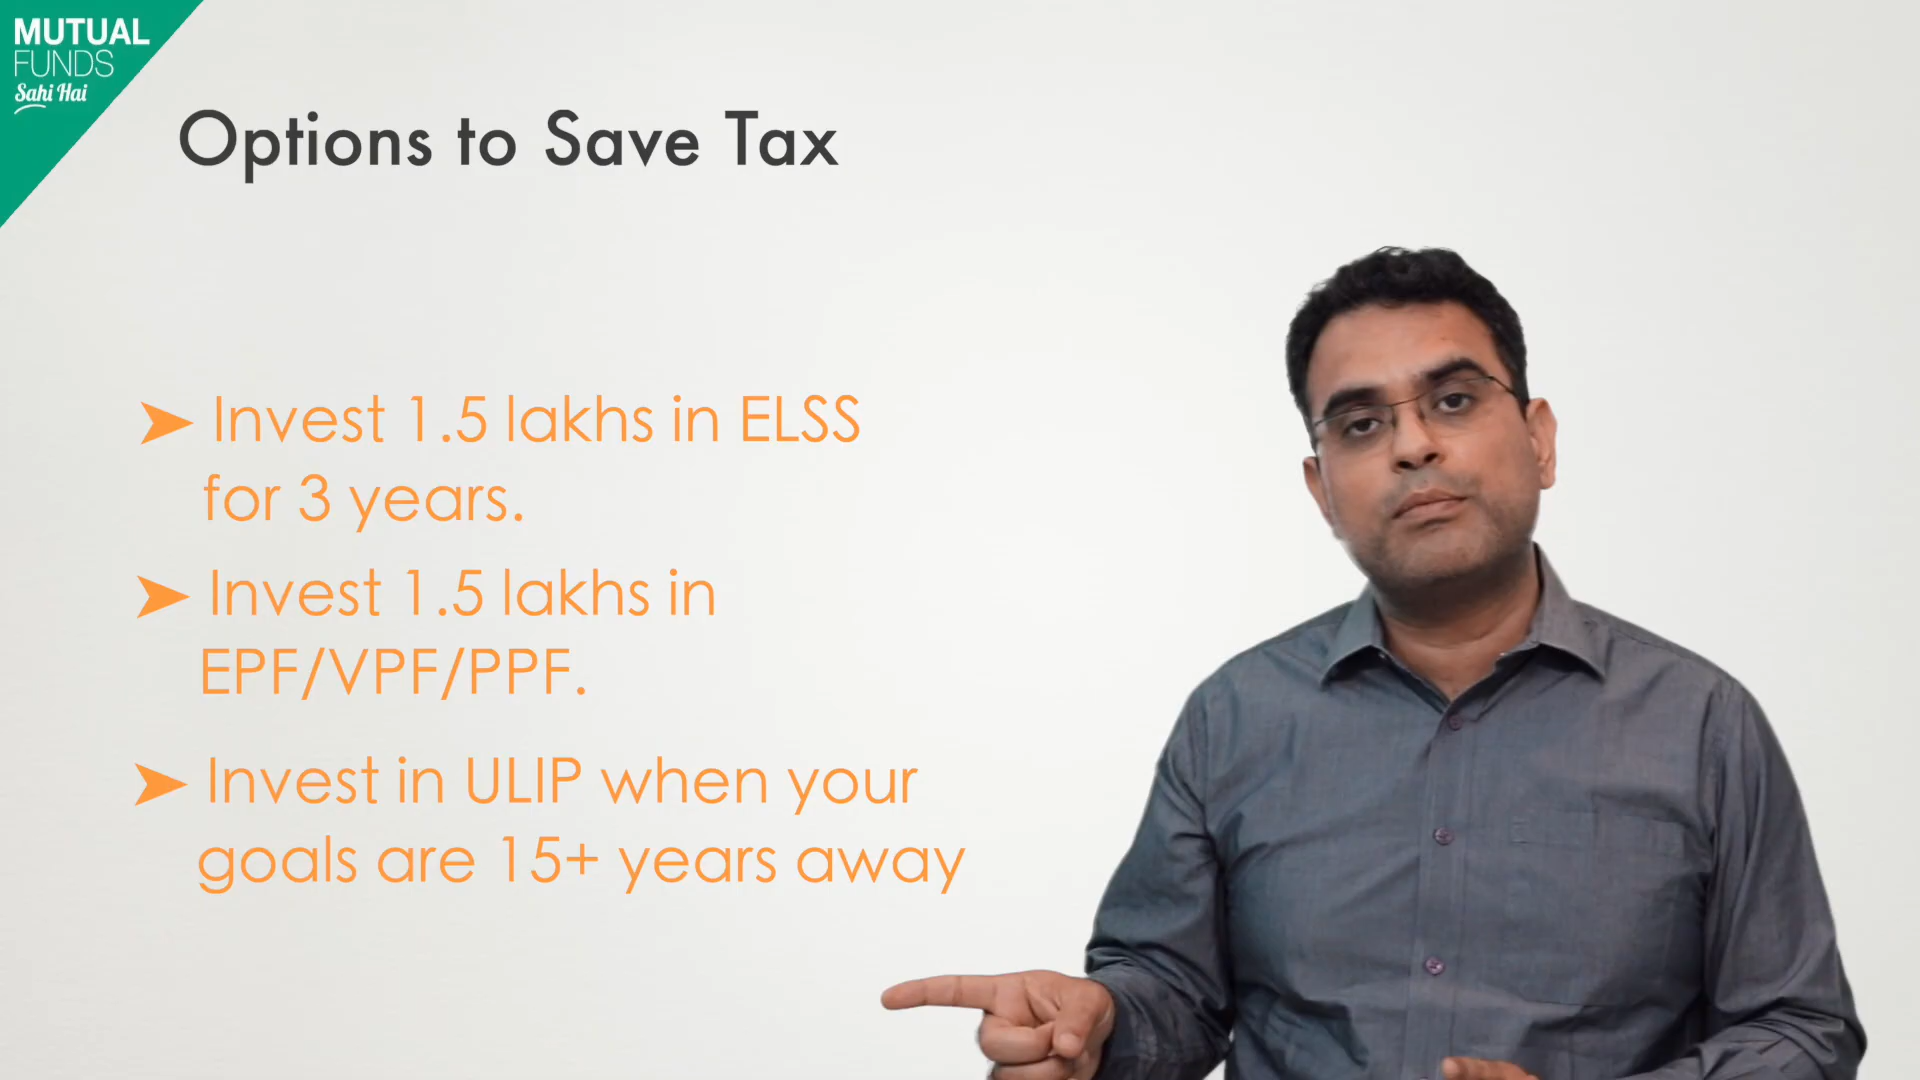 MUTUAL
FUNDS
Sahi Hai
Options to Save Tax
➤ Invest 1.5 lakhs in ELSS
for 3 years.
➤ Invest 1.5 lakhs in
EPF/VPF/PPF.
➤ Invest in ULIP when your
goals are 15+ years away